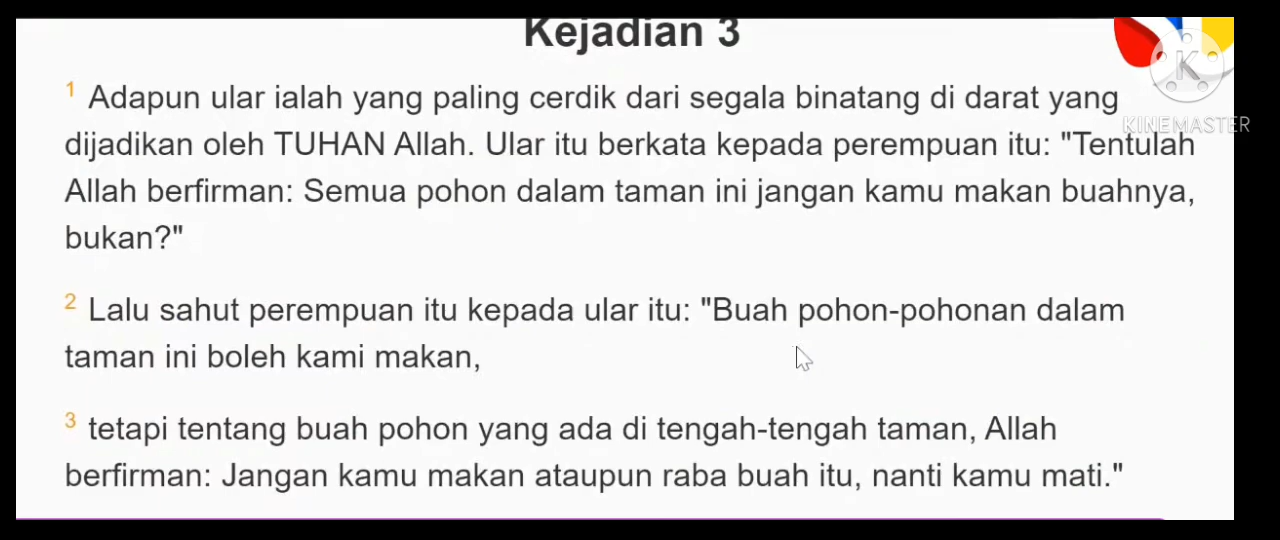 Kejadian 3
K
KINEMASTER
1 Adapun ular ialah yang paling cerdik dari segala binatang di darat yang
dijadikan oleh TUHAN Allah. Ular itu berkata kepada perempuan itu: "Tentulah
Allah berfirman: Semua pohon dalam taman ini jangan kamu makan buahnya,
bukan?"
2 Lalu sahut perempuan itu kepada ular itu: "Buah pohon-pohonan dalam
taman ini boleh kami makan,
3 tetapi tentang buah pohon yang ada di tengah-tengah taman, Allah
berfirman: Jangan kamu makan ataupun raba buah itu, nanti kamu mati."